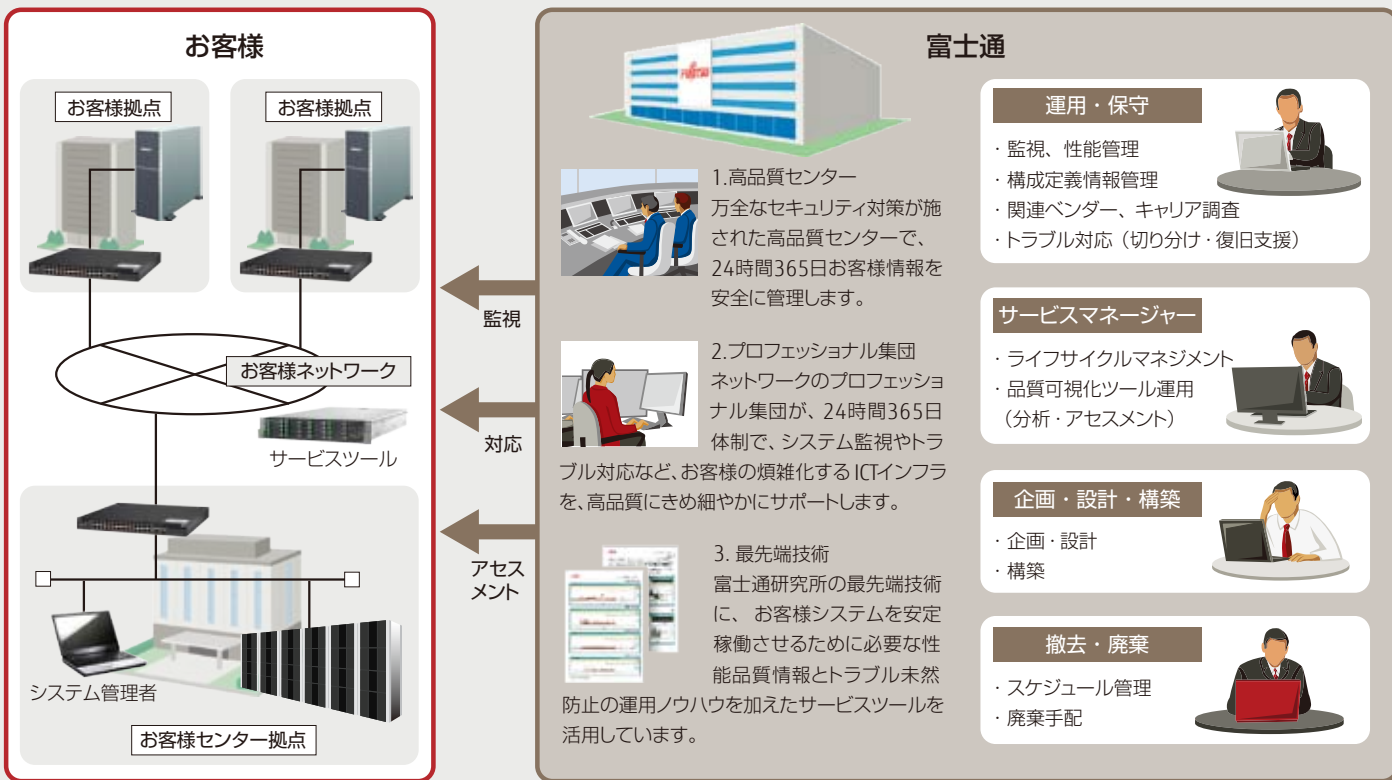 お客様
お客様拠点
お客様拠点
お客様ネットワーク
サービスツール
システム管理者
お客様センター拠点
監視
対応
アセス
メント
富士通
FUJITSU
1.高品質センター
万全なセキュリティ対策が施
された高品質センターで、
24時間365日お客様情報を
安全に管理します。
2.プロフェッショナル集団
ネットワークのプロフェッショ
ナル集団が、24時間365日
体制で、システム監視やトラ
ブル対応など、お客様の煩雑化するICTインフラ
を、高品質にきめ細やかにサポートします。
3. 最先端技術
富士通研究所の最先端技術
に、お客様システムを安定
稼働させるために必要な性
能品質情報とトラブル未然
防止の運用ノウハウを加えたサービスツールを
活用しています。
運用・保守
・監視、性能管理
・構成定義情報管理
・関連ベンダー、キャリア調査
・トラブル対応（切り分け・復旧支援）
サービスマネージャー
・ライフサイクルマネジメント
・品質可視化ツール運用
（分析・アセスメント）
企画・設計・構築
・企画・設計
・構築
撤去・廃棄
・スケジュール管理
・廃棄手配